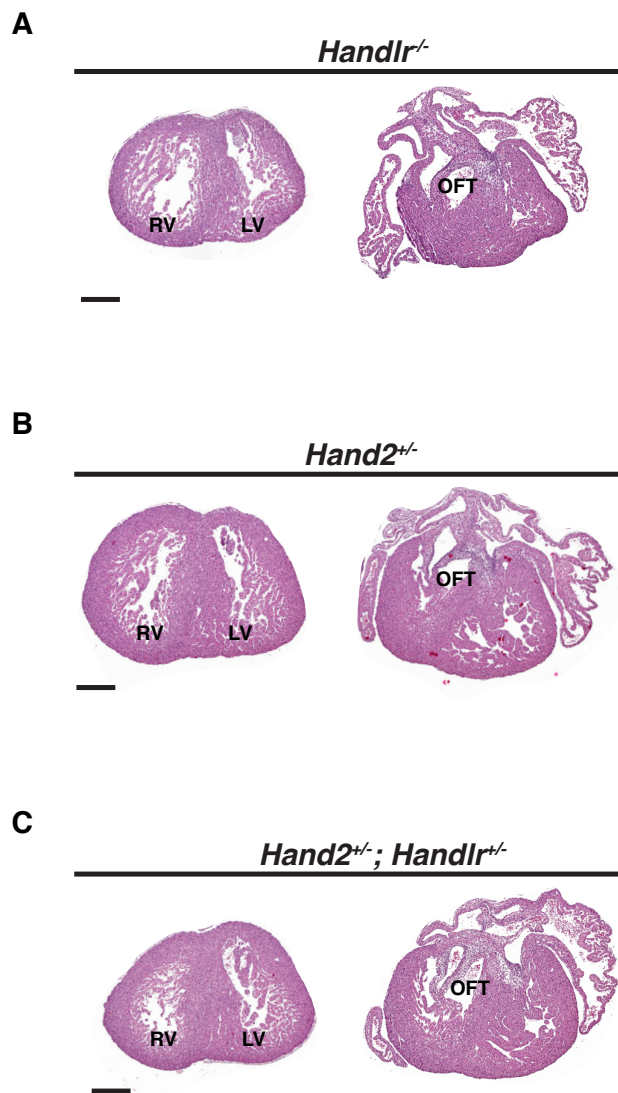 A
Handlr-/-
RV LV OFT
B
Hand2+/-
RV LV OFT
C
Hand2+/-; Handlr+/-
RV LV OFT